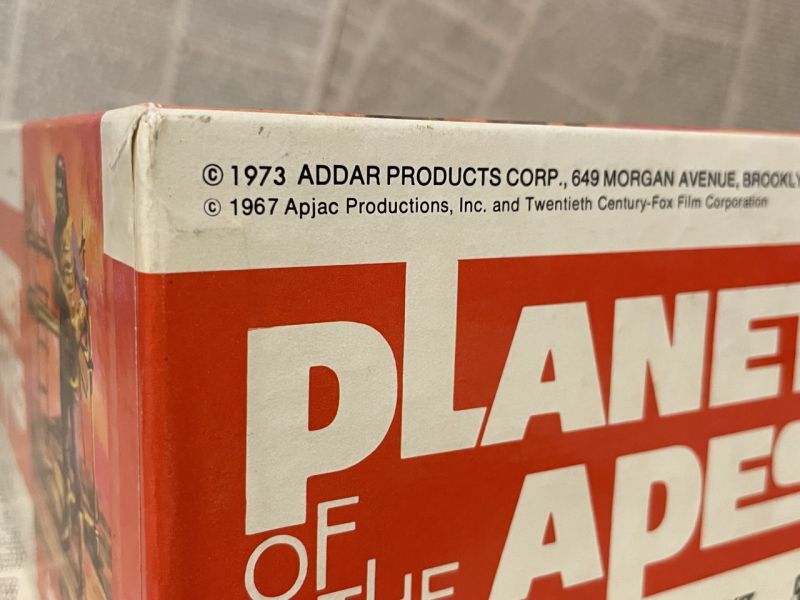 © 1973 ADDAR PRODUCTS CORP., 649 MORGAN AVENUE, BROOKLY
© 1967 Apjac Productions, Inc. and Twentieth Century-Fox Film Corporation
PLANET
OF THE APES